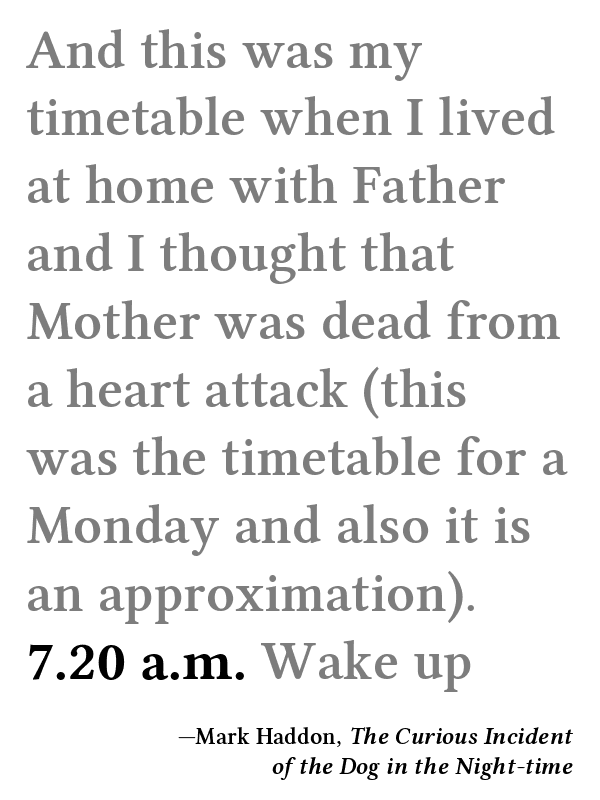 And this was my
timetable when I lived
at home with Father
and I thought that
Mother was dead from
a heart attack (this
was the timetable for a
Monday and also it is
an approximation).
7.20 a.m. Wake up
—Mark Haddon, The Curious Incident
of the Dog in the Night-time